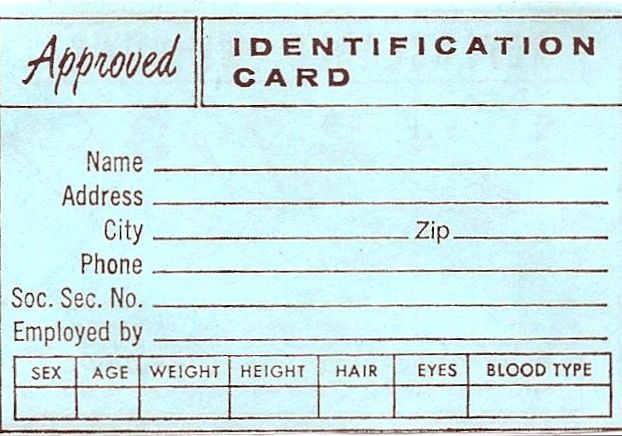 Approved
IDENTIFICATION
CARD
Name
Address
City Zip
Phone
Soc. Sec. No.
Employed by
SEX AGE WEIGHT HEIGHT HAIR EYES BLOOD TYPE